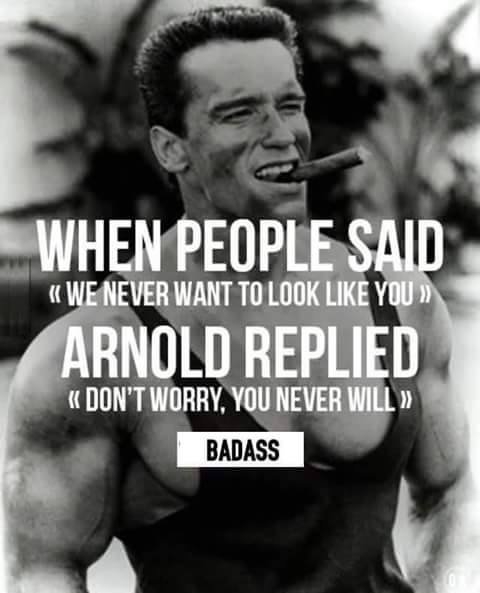 WHEN PEOPLE SAID
« WE NEVER WANT TO LOOK LIKE YOU »
ARNOLD REPLIED
« DON'T WORRY, YOU NEVER WILL »
BADASS